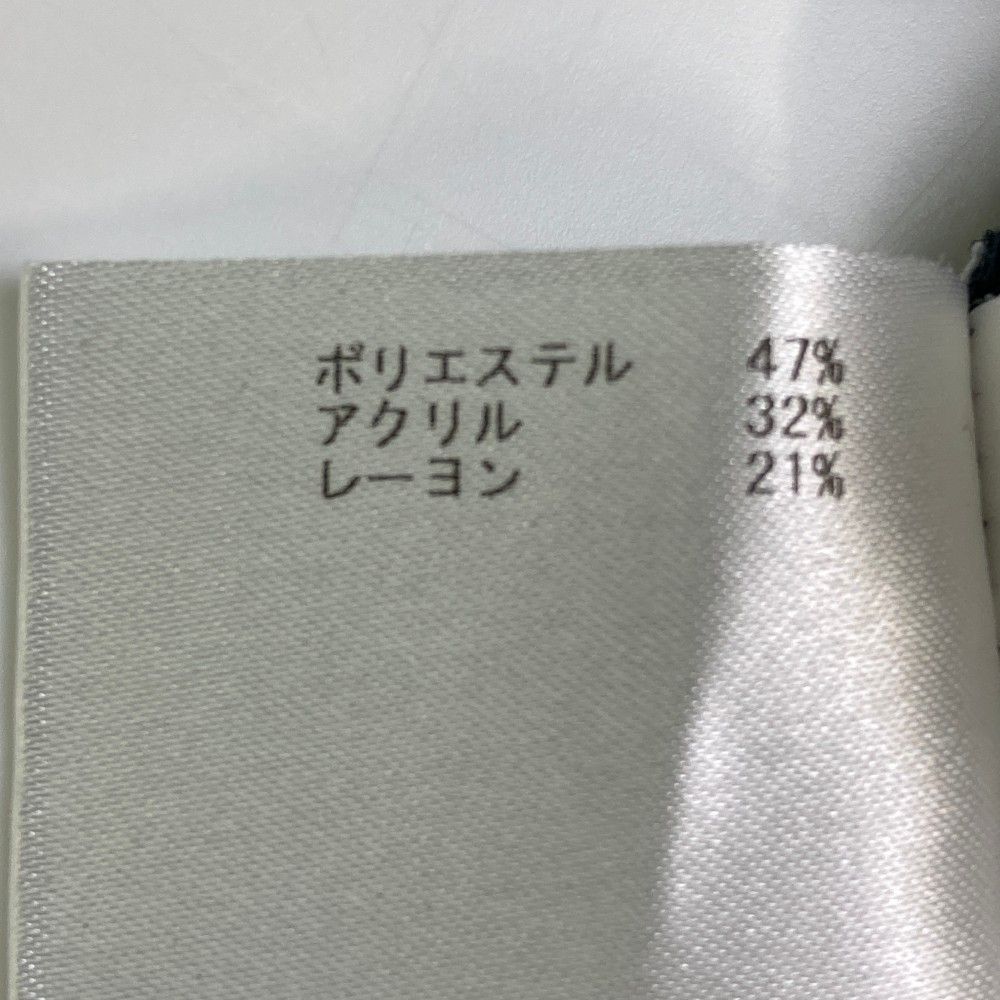 ポリエステル 47%
アクリル 32%
レーヨン 21%